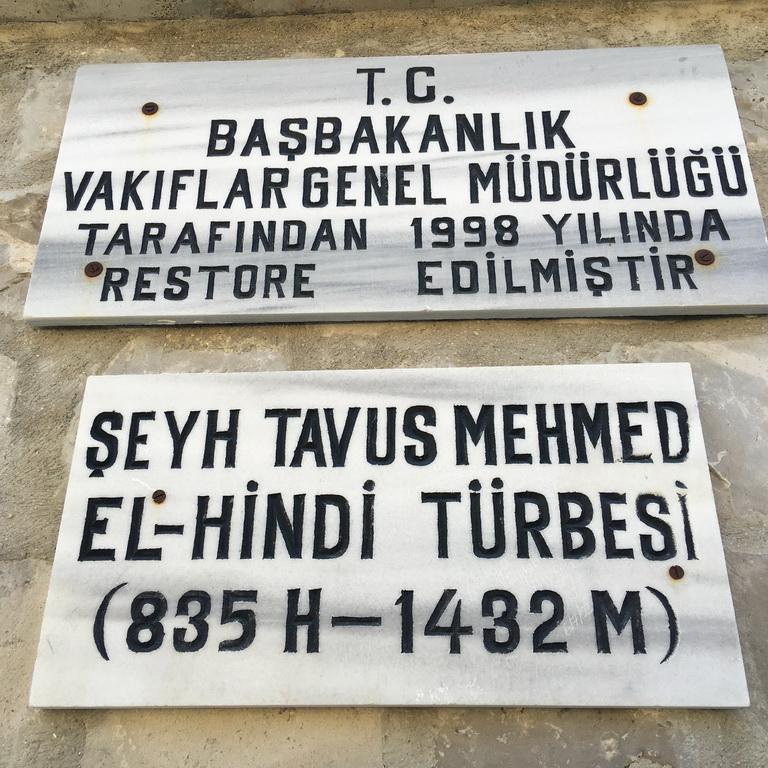 T.C.
BAŞBAKANLIK
VAKIFLAR GENEL MÜDÜRLÜĞÜ
TARAFINDAN 1998 YILINDA
RESTORE EDİLMİŞTİR
ŞEYH TAVUS MEHMED
EL-HİNDİ TÜRBESİ
(835 H-1432 M)